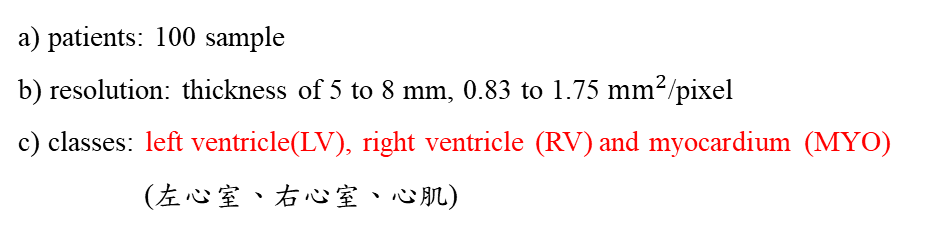 a) patients: 100 sample
b) resolution: thickness of 5 to 8 mm, 0.83 to 1.75 mm²/pixel
c) classes: left ventricle(LV), right ventricle (RV) and myocardium (MYO)
(左心室、右心室、心肌)